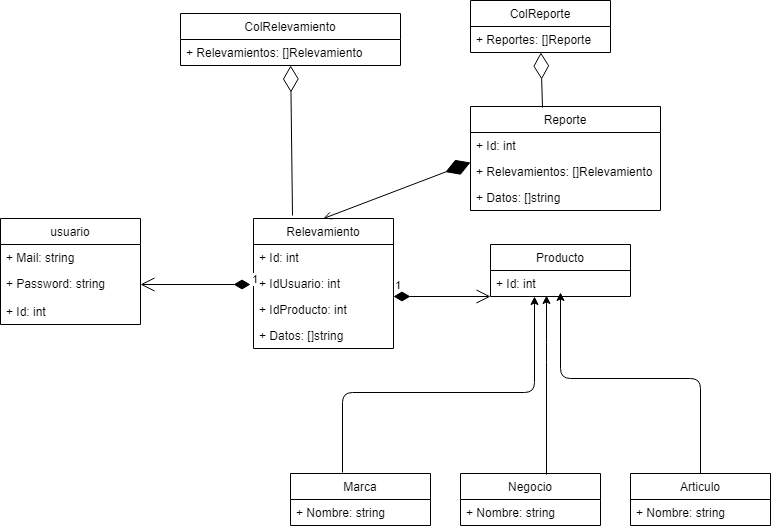 ColRelevamiento
+ Relevamientos: []Relevamiento
ColReporte
+ Reportes: []Reporte
Reporte
+ Id: int
+ Relevamientos: []Relevamiento
+ Datos: []string
usuario
+ Mail: string
+ Password: string
+ Id: int
1
Relevamiento
+ Id: int
+ IdUsuario: int
+ IdProducto: int
+ Datos: []string
1
Producto
+ Id: int
Marca
+ Nombre: string
Negocio
+ Nombre: string
Articulo
+ Nombre: string